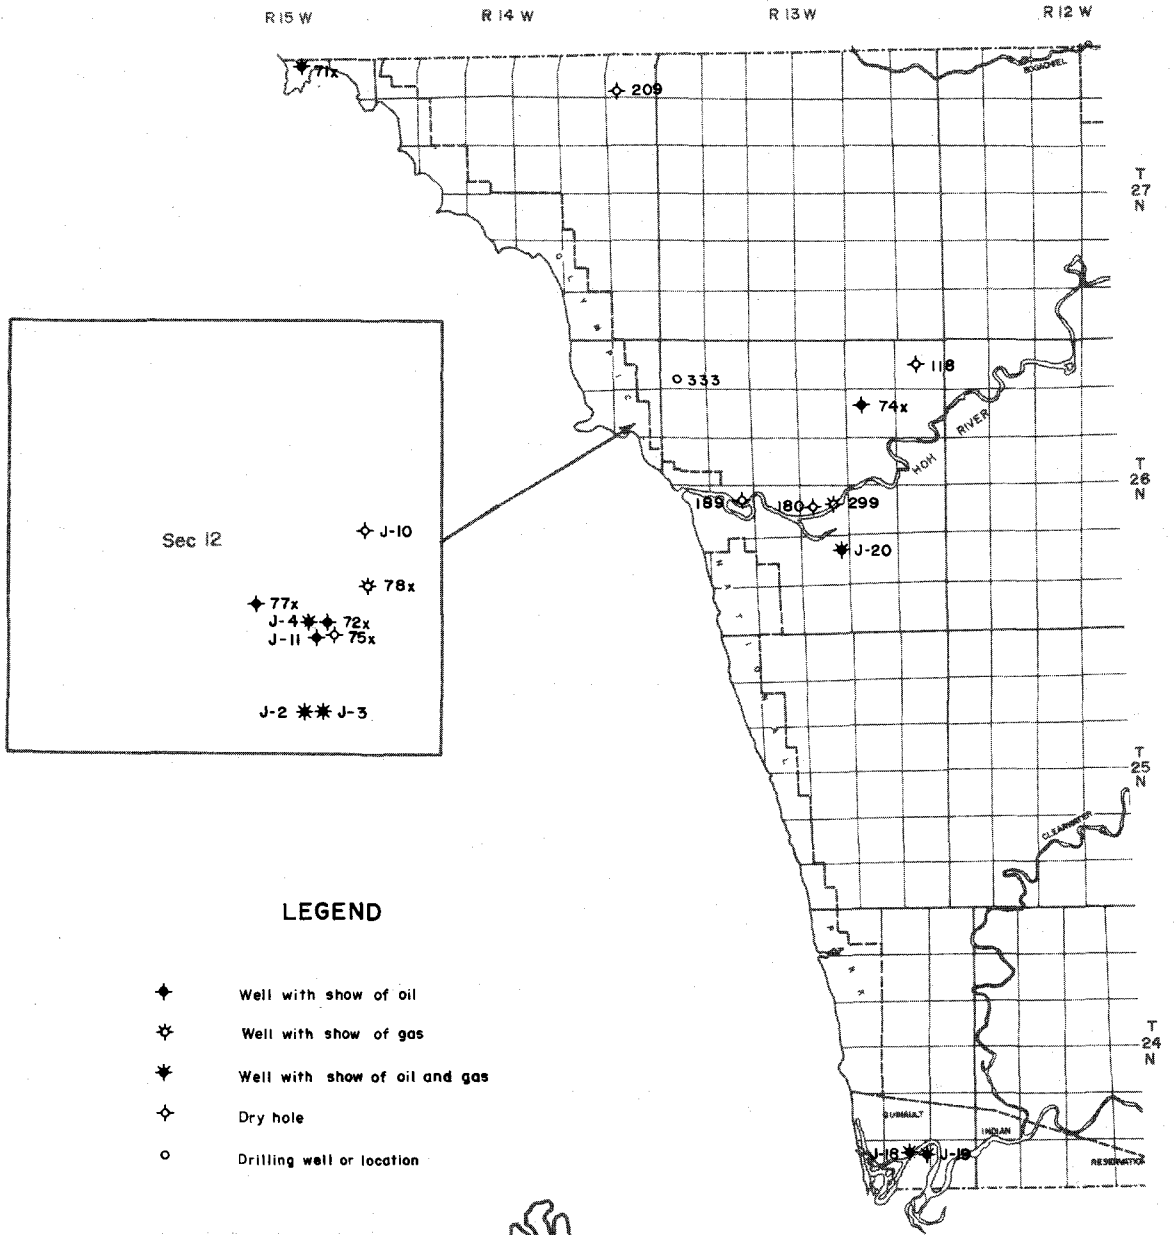 R 15 W
R 14 W
R 13 W
R 12 W
71x
BOGACHIEL
209
T
27
N
118
333
74x
RIVER
HOH
T
26
N
189
180
299
J-20
Sec 12
J-10
78x
77x
J-4
72x
J-11
75x
J-2
J-3
T
25
N
CLEARWATER
LEGEND
Well with show of oil
Well with show of gas
Well with show of oil and gas
Dry hole
Drilling well or location
T
24
N
QUINAULT
INDIAN
RESERVATION
J-18
J-19